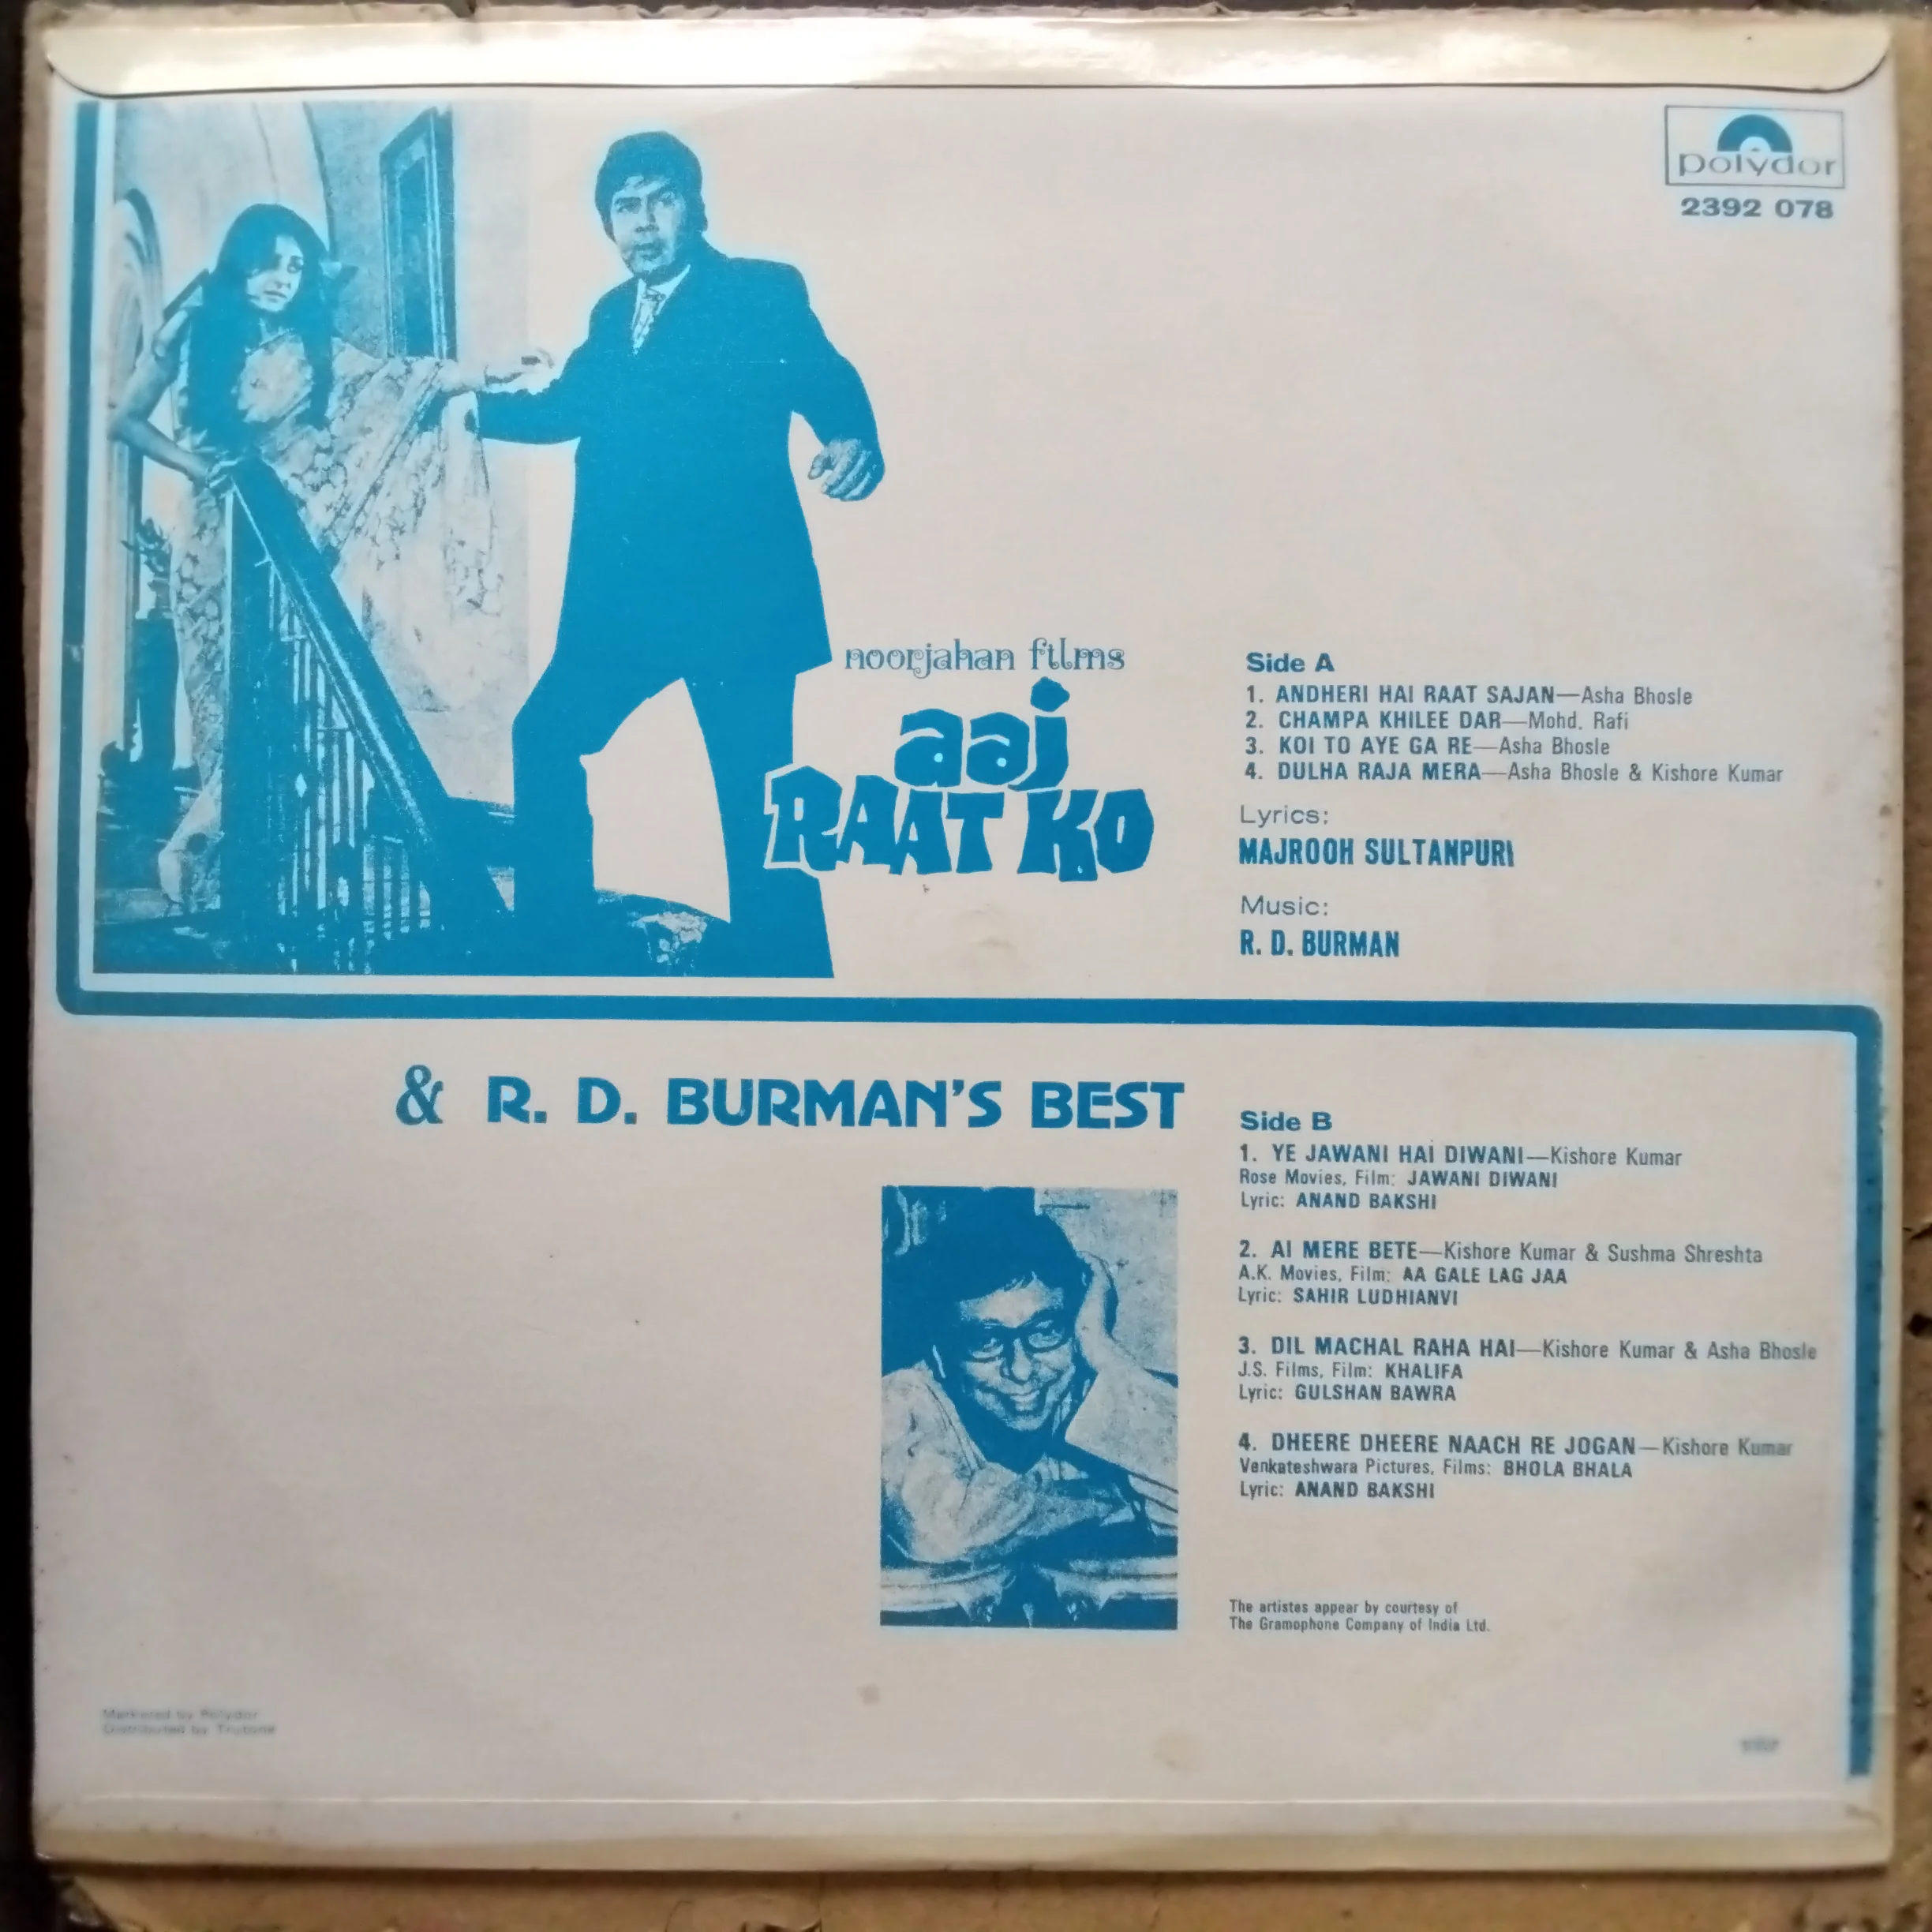 polydor
2392 078
noorjahan films
aaj
RAAT KO
Side A
1. ANDHERI HAI RAAT SAJAN—Asha Bhosle
2. CHAMPA KHILEE DAR—Mohd. Rafi
3. KOI TO AYE GA RE—Asha Bhosle
4. DULHA RAJA MERA—Asha Bhosle & Kishore Kumar
Lyrics:
MAJROOH SULTANPURI
Music:
R. D. BURMAN
& R. D. BURMAN'S BEST
Side B
1. YE JAWANI HAI DIWANI—Kishore Kumar
Rose Movies, Film: JAWANI DIWANI
Lyric: ANAND BAKSHI
2. AI MERE BETE—Kishore Kumar & Sushma Shreshta
A.K. Movies, Film: AA GALE LAG JAA
Lyric: SAHIR LUDHIANVI
3. DIL MACHAL RAHA HAI—Kishore Kumar & Asha Bhosle
J.S. Films, Film: KHALIFA
Lyric: GULSHAN BAWRA
4. DHEERE DHEERE NAACH RE JOGAN—Kishore Kumar
Venkateshwara Pictures, Films: BHOLA BHALA
Lyric: ANAND BAKSHI
The artistes appear by courtesy of
The Gramophone Company of India Ltd.
Marketed by Polydor
Distributed by Trutone